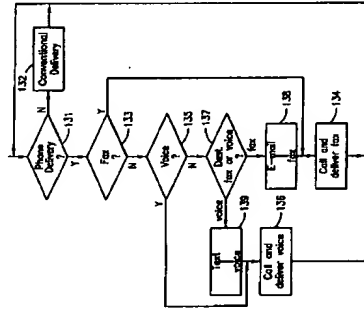 132
Conventional
Delivery
N
131
Phone
Delivery
?
Y
Y
133
Fax
?
N
135
Voice
?
Y
N
137
Dest.
fax or voice
?
fax
voice
138
E-mail
fax
134
Call and
deliver fax
139
Text
voice
136
Call and
deliver voice